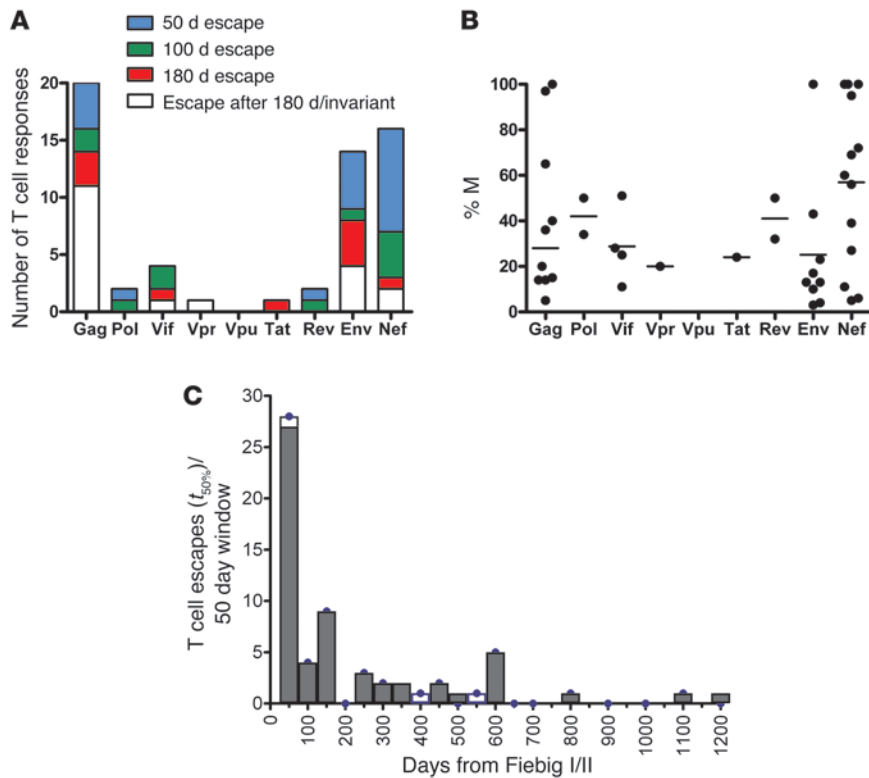 A
50 d escape
100 d escape
180 d escape
Escape after 180 d/invariant
Number of T cell responses
20
15
10
5
0
Gag Pol Vif Vpr Vpu Tat Rev Env Nef
B
% M
100
80
60
40
20
0
Gag Pol Vif Vpr Vpu Tat Rev Env Nef
C
T cell escapes (t50%)/
50 day window
30
25
20
15
10
5
0
0 100 200 300 400 500 600 700 800 900 1000 1100 1200
Days from Fiebig I/II